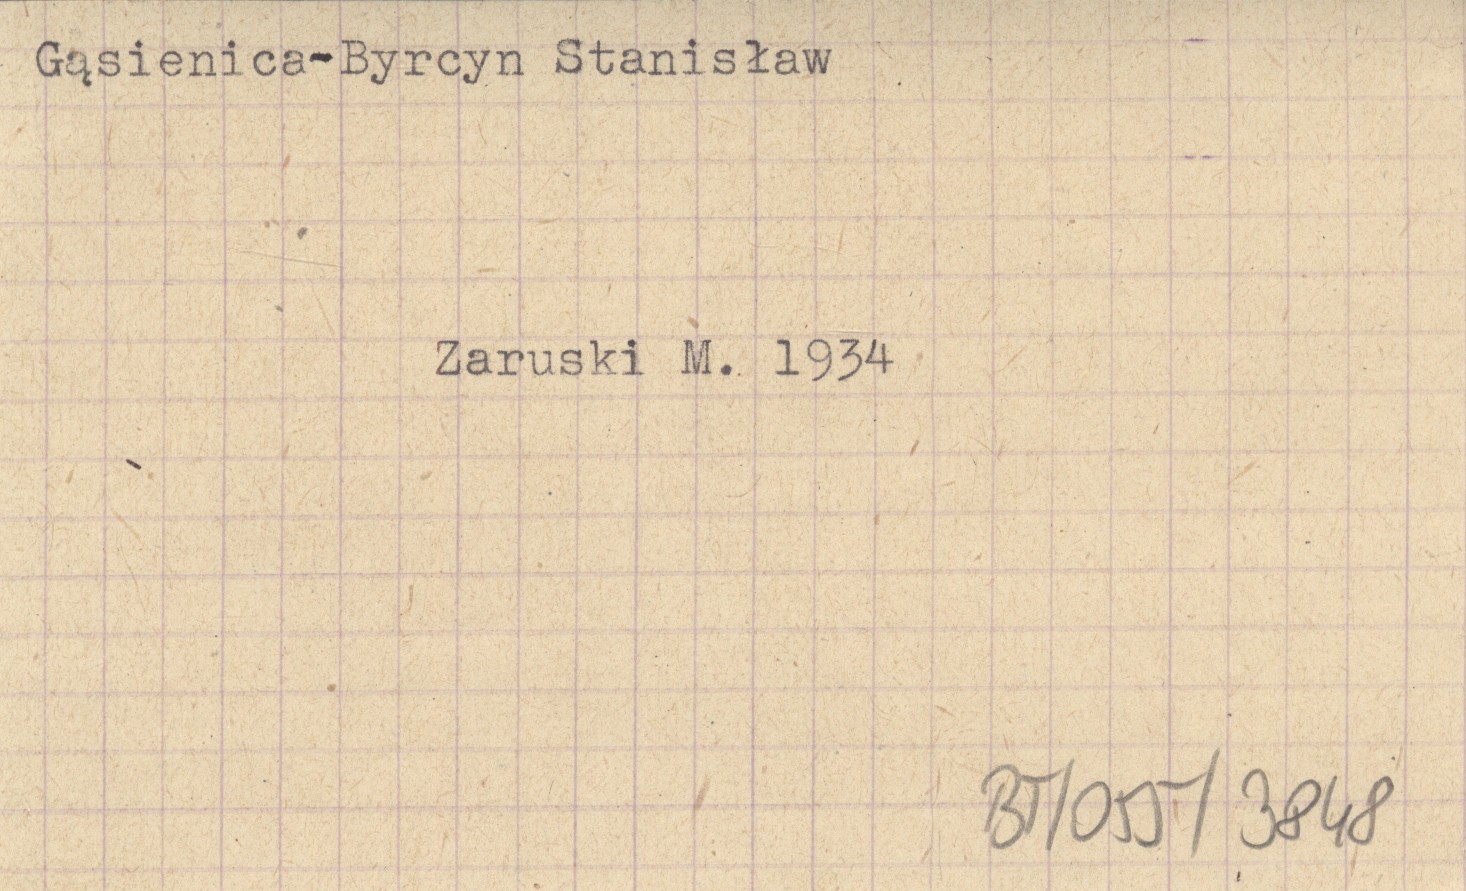 Gąsienica-Byrcyn Stanisław
Zaruski M. 1934
BT/055/3848